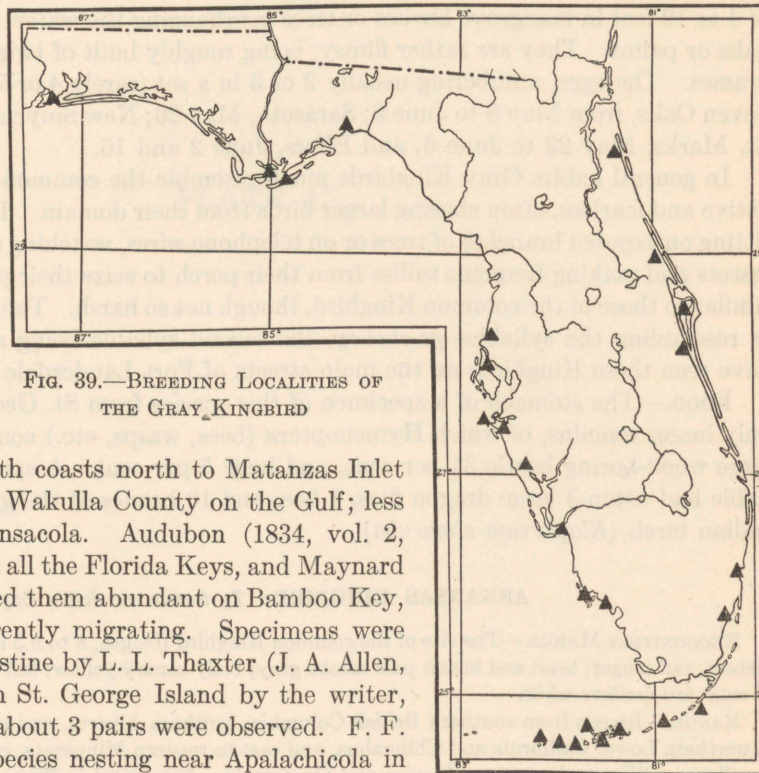 87° 85° 83° 81°
29
87° 85°
FIG. 39.—BREEDING LOCALITIES OF
THE GRAY KINGBIRD
th coasts north to Matanzas Inlet
Wakulla County on the Gulf; less
nsacola. Audubon (1834, vol. 2,
all the Florida Keys, and Maynard
ed them abundant on Bamboo Key,
rently migrating. Specimens were
stine by J. L. Thaxter (J. A. Allen,
n St. George Island by the writer,
about 3 pairs were observed. F. F
pecies nesting near Apalachicola in
27
25
83° 81°